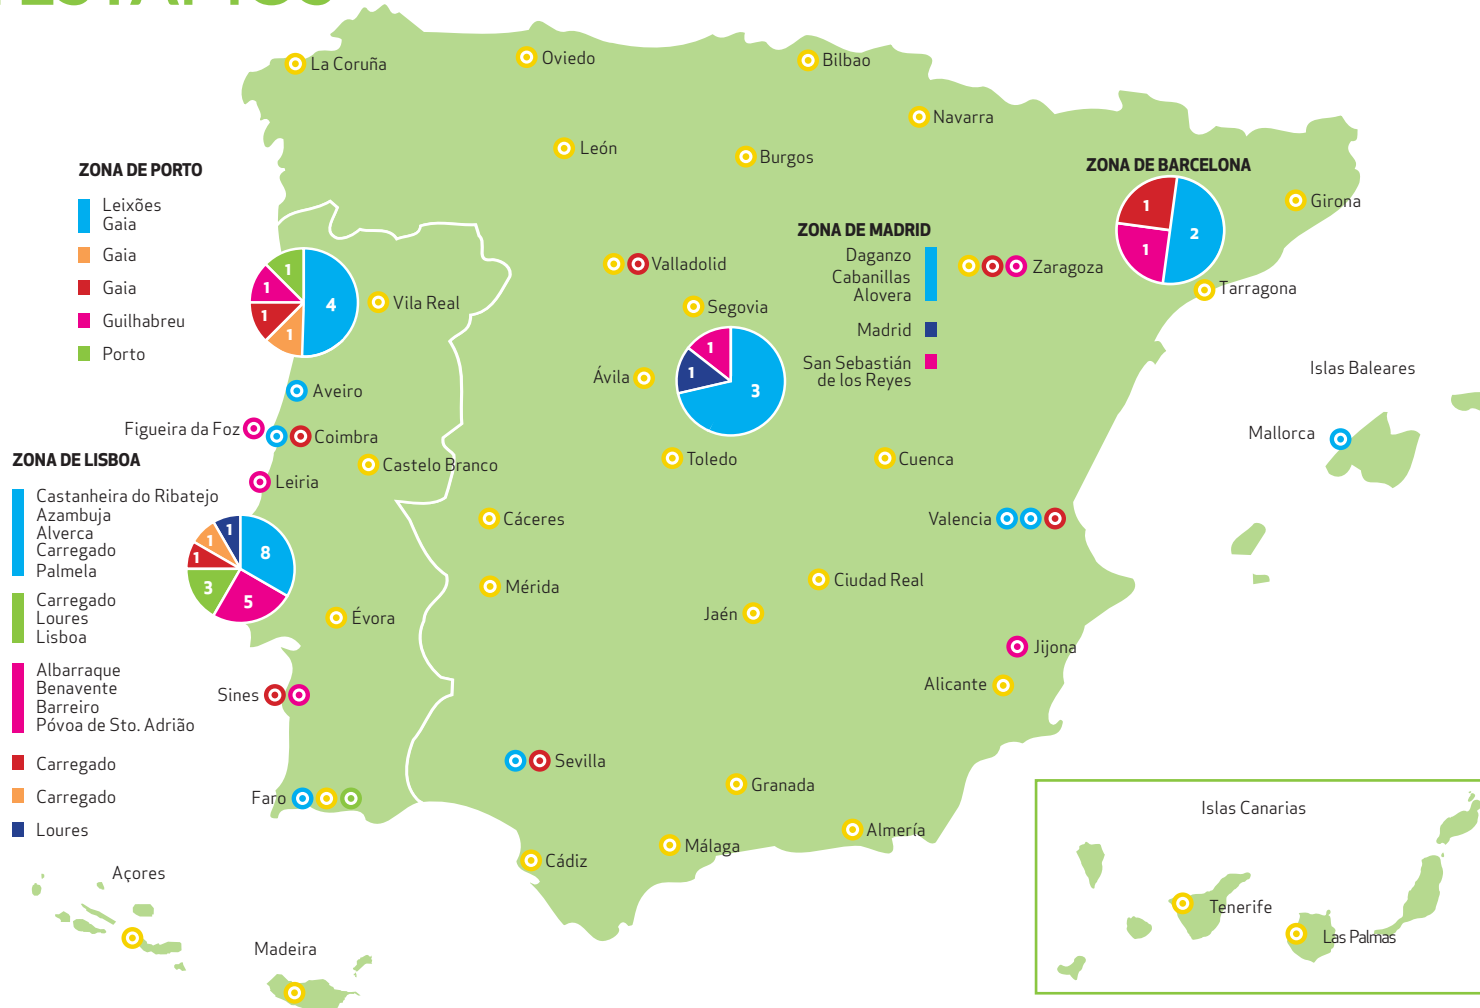 La Coruña
Oviedo
Bilbao
Navarra
León
Burgos
ZONA DE PORTO
Leixões
Gaia
Gaia
Gaia
Guilhabreu
Porto
1
1
1
1
4
Vila Real
Valladolid
Segovia
ZONA DE MADRID
Daganzo
Cabanillas
Alovera
Madrid
San Sebastián
de los Reyes
1
1
3
Ávila
Zaragoza
ZONA DE BARCELONA
1
1
2
Girona
Tarragona
Islas Baleares
Mallorca
Aveiro
Figueira da Foz
Coimbra
Castelo Branco
Leiria
Toledo
Cuenca
Cáceres
Valencia
Mérida
Ciudad Real
Jaén
Jijona
Alicante
ZONA DE LISBOA
Castanheira do Ribatejo
Azambuja
Alverca
Carregado
Palmela
Carregado
Loures
Lisboa
Albarraque
Benavente
Barreiro
Póvoa de Sto. Adrião
Carregado
Carregado
Loures
1
1
1
8
3
5
Évora
Sines
Faro
Sevilla
Granada
Almería
Málaga
Cádiz
Açores
Madeira
Islas Canarias
Tenerife
Las Palmas